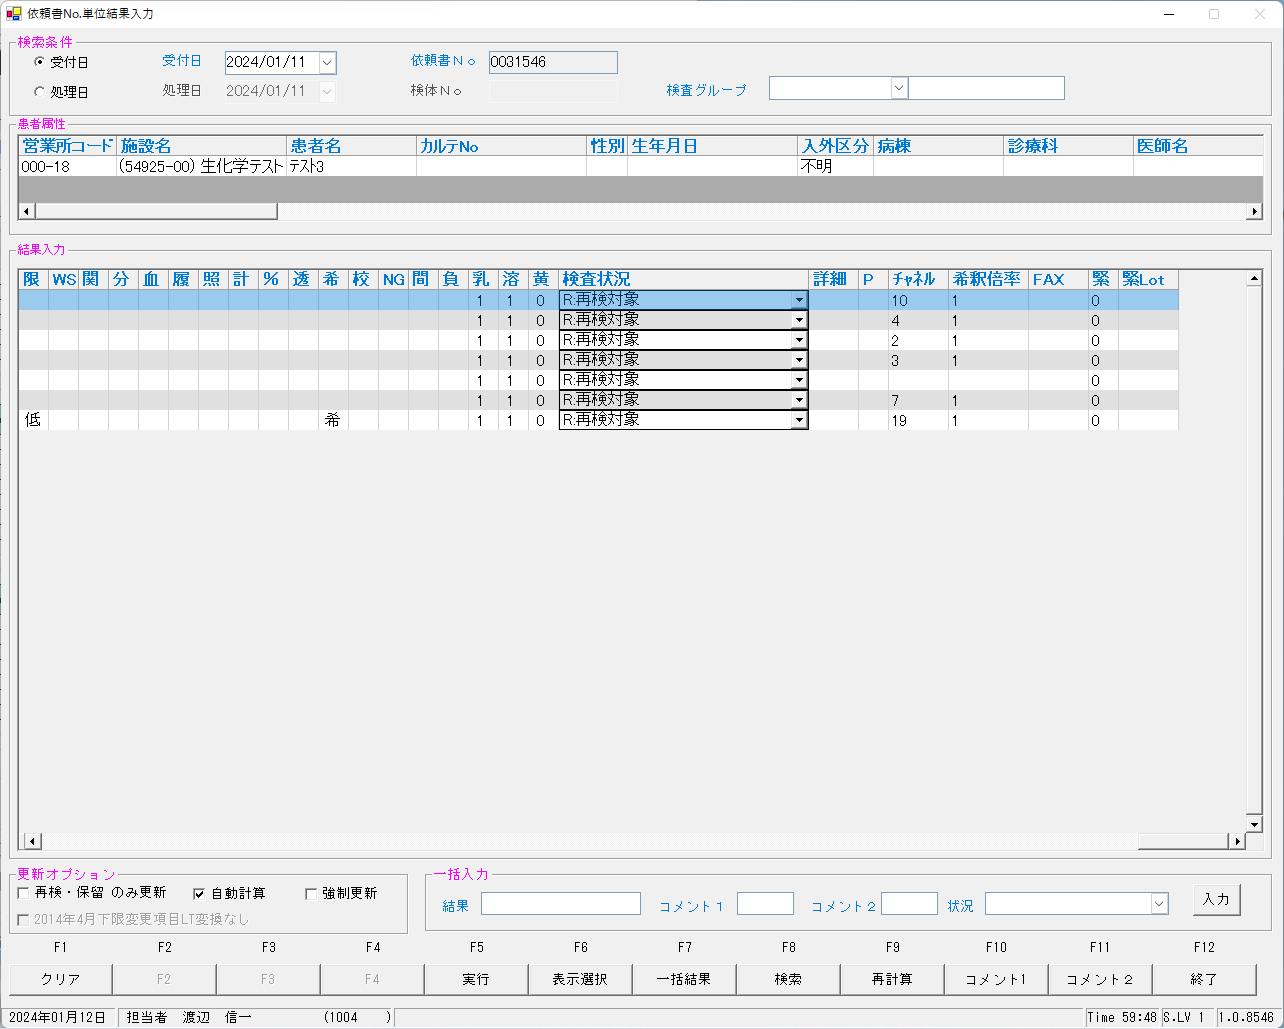 依頼書No.単位結果入力
検索条件
受付日 受付日 2024/01/11 依頼書No 0031546
処理日 処理日 2024/01/11 検体No 検査グループ
患者属性
営業所コード 施設名 患者名 カルテNo 性別 生年月日 入外区分 病棟 診療科 医師名
000-18 (54925-00) 生化学テスト テスト3 不明
結果入力
限 WS 関 分 血 履 照 計 % 透 希 校 NG 間 負 乳 溶 黄 検査状況 詳細 P チャネル 希釈倍率 FAX 緊 緊Lot
1 1 0 R:再検対象 10 1 0
1 1 0 R:再検対象 4 1 0
1 1 0 R:再検対象 2 1 0
1 1 0 R:再検対象 3 1 0
1 1 0 R:再検対象 0
1 1 0 R:再検対象 7 1 0
低 希 1 1 0 R:再検対象 19 1 0
更新オプション
再検・保留 のみ更新 自動計算 強制更新
2014年4月下限変更項目LT変換なし
一括入力
結果 コメント1 コメント2 状況 入力
F1 F2 F3 F4 F5 F6 F7 F8 F9 F10 F11 F12
クリア F2 F3 F4 実行 表示選択 一括結果 検索 再計算 コメント1 コメント2 終了
2024年01月12日 担当者 渡辺 信一 (1004 ) Time 59:48 S.LV 1 1.0.8546